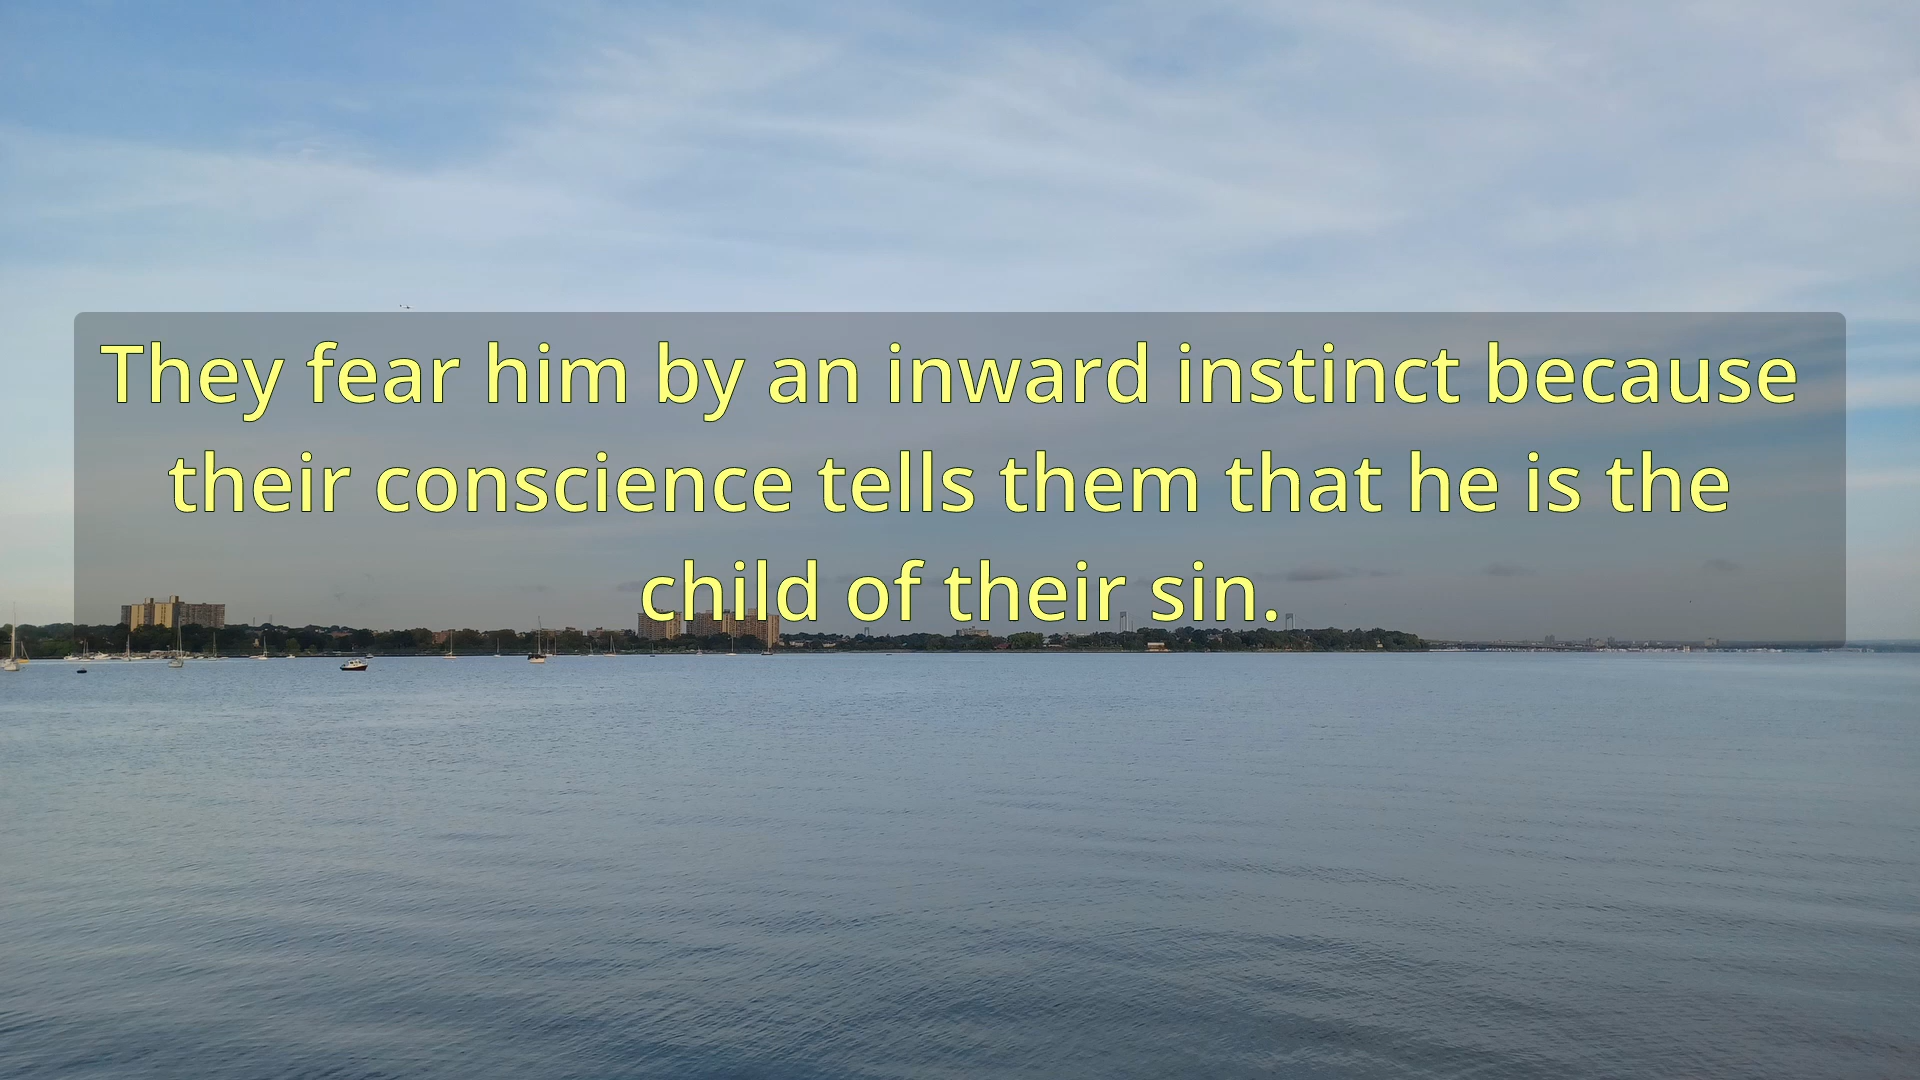 They fear him by an inward instinct because
their conscience tells them that he is the
child of their sin.